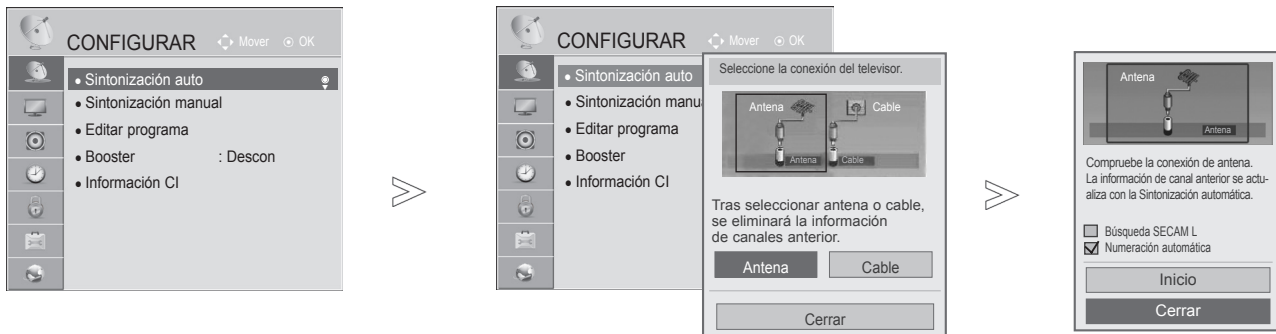 CONFIGURAR Mover OK
• Sintonización auto
• Sintonización manual
• Editar programa
• Booster : Descon
• Información CI
CONFIGURAR Mover OK
• Sintonización auto
• Sintonización manu
• Editar programa
• Booster
• Información CI
Seleccione la conexión del televisor.
Antena Cable
Antena Cable
Tras seleccionar antena o cable,
se eliminará la información
de canales anterior.
Antena Cable
Cerrar
Antena
Antena
Compruebe la conexión de antena.
La información de canal anterior se actu-
aliza con la Sintonización automática.
Búsqueda SECAM L
Numeración automática
Inicio
Cerrar